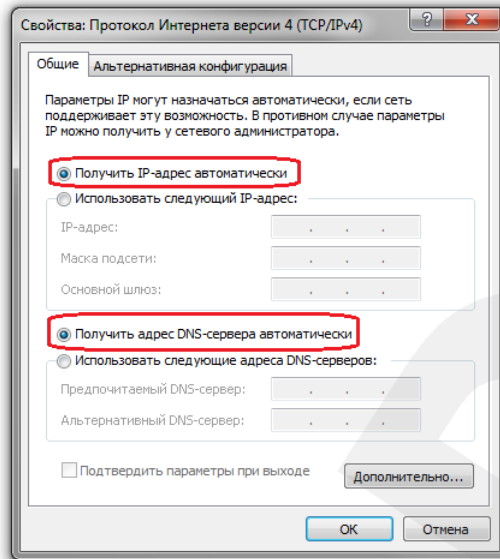 Свойства: Протокол Интернета версии 4 (TCP/IPv4)
Общие
Альтернативная конфигурация
Параметры IP могут назначаться автоматически, если сеть
поддерживает эту возможность. В противном случае параметры
IP можно получить у сетевого администратора.
Получить IP-адрес автоматически
Использовать следующий IP-адрес:
IP-адрес:
Маска подсети:
Основной шлюз:
Получить адрес DNS-сервера автоматически
Использовать следующие адреса DNS-серверов:
Предпочитаемый DNS-сервер:
Альтернативный DNS-сервер:
Подтвердить параметры при выходе
Дополнительно...
ОК
Отмена